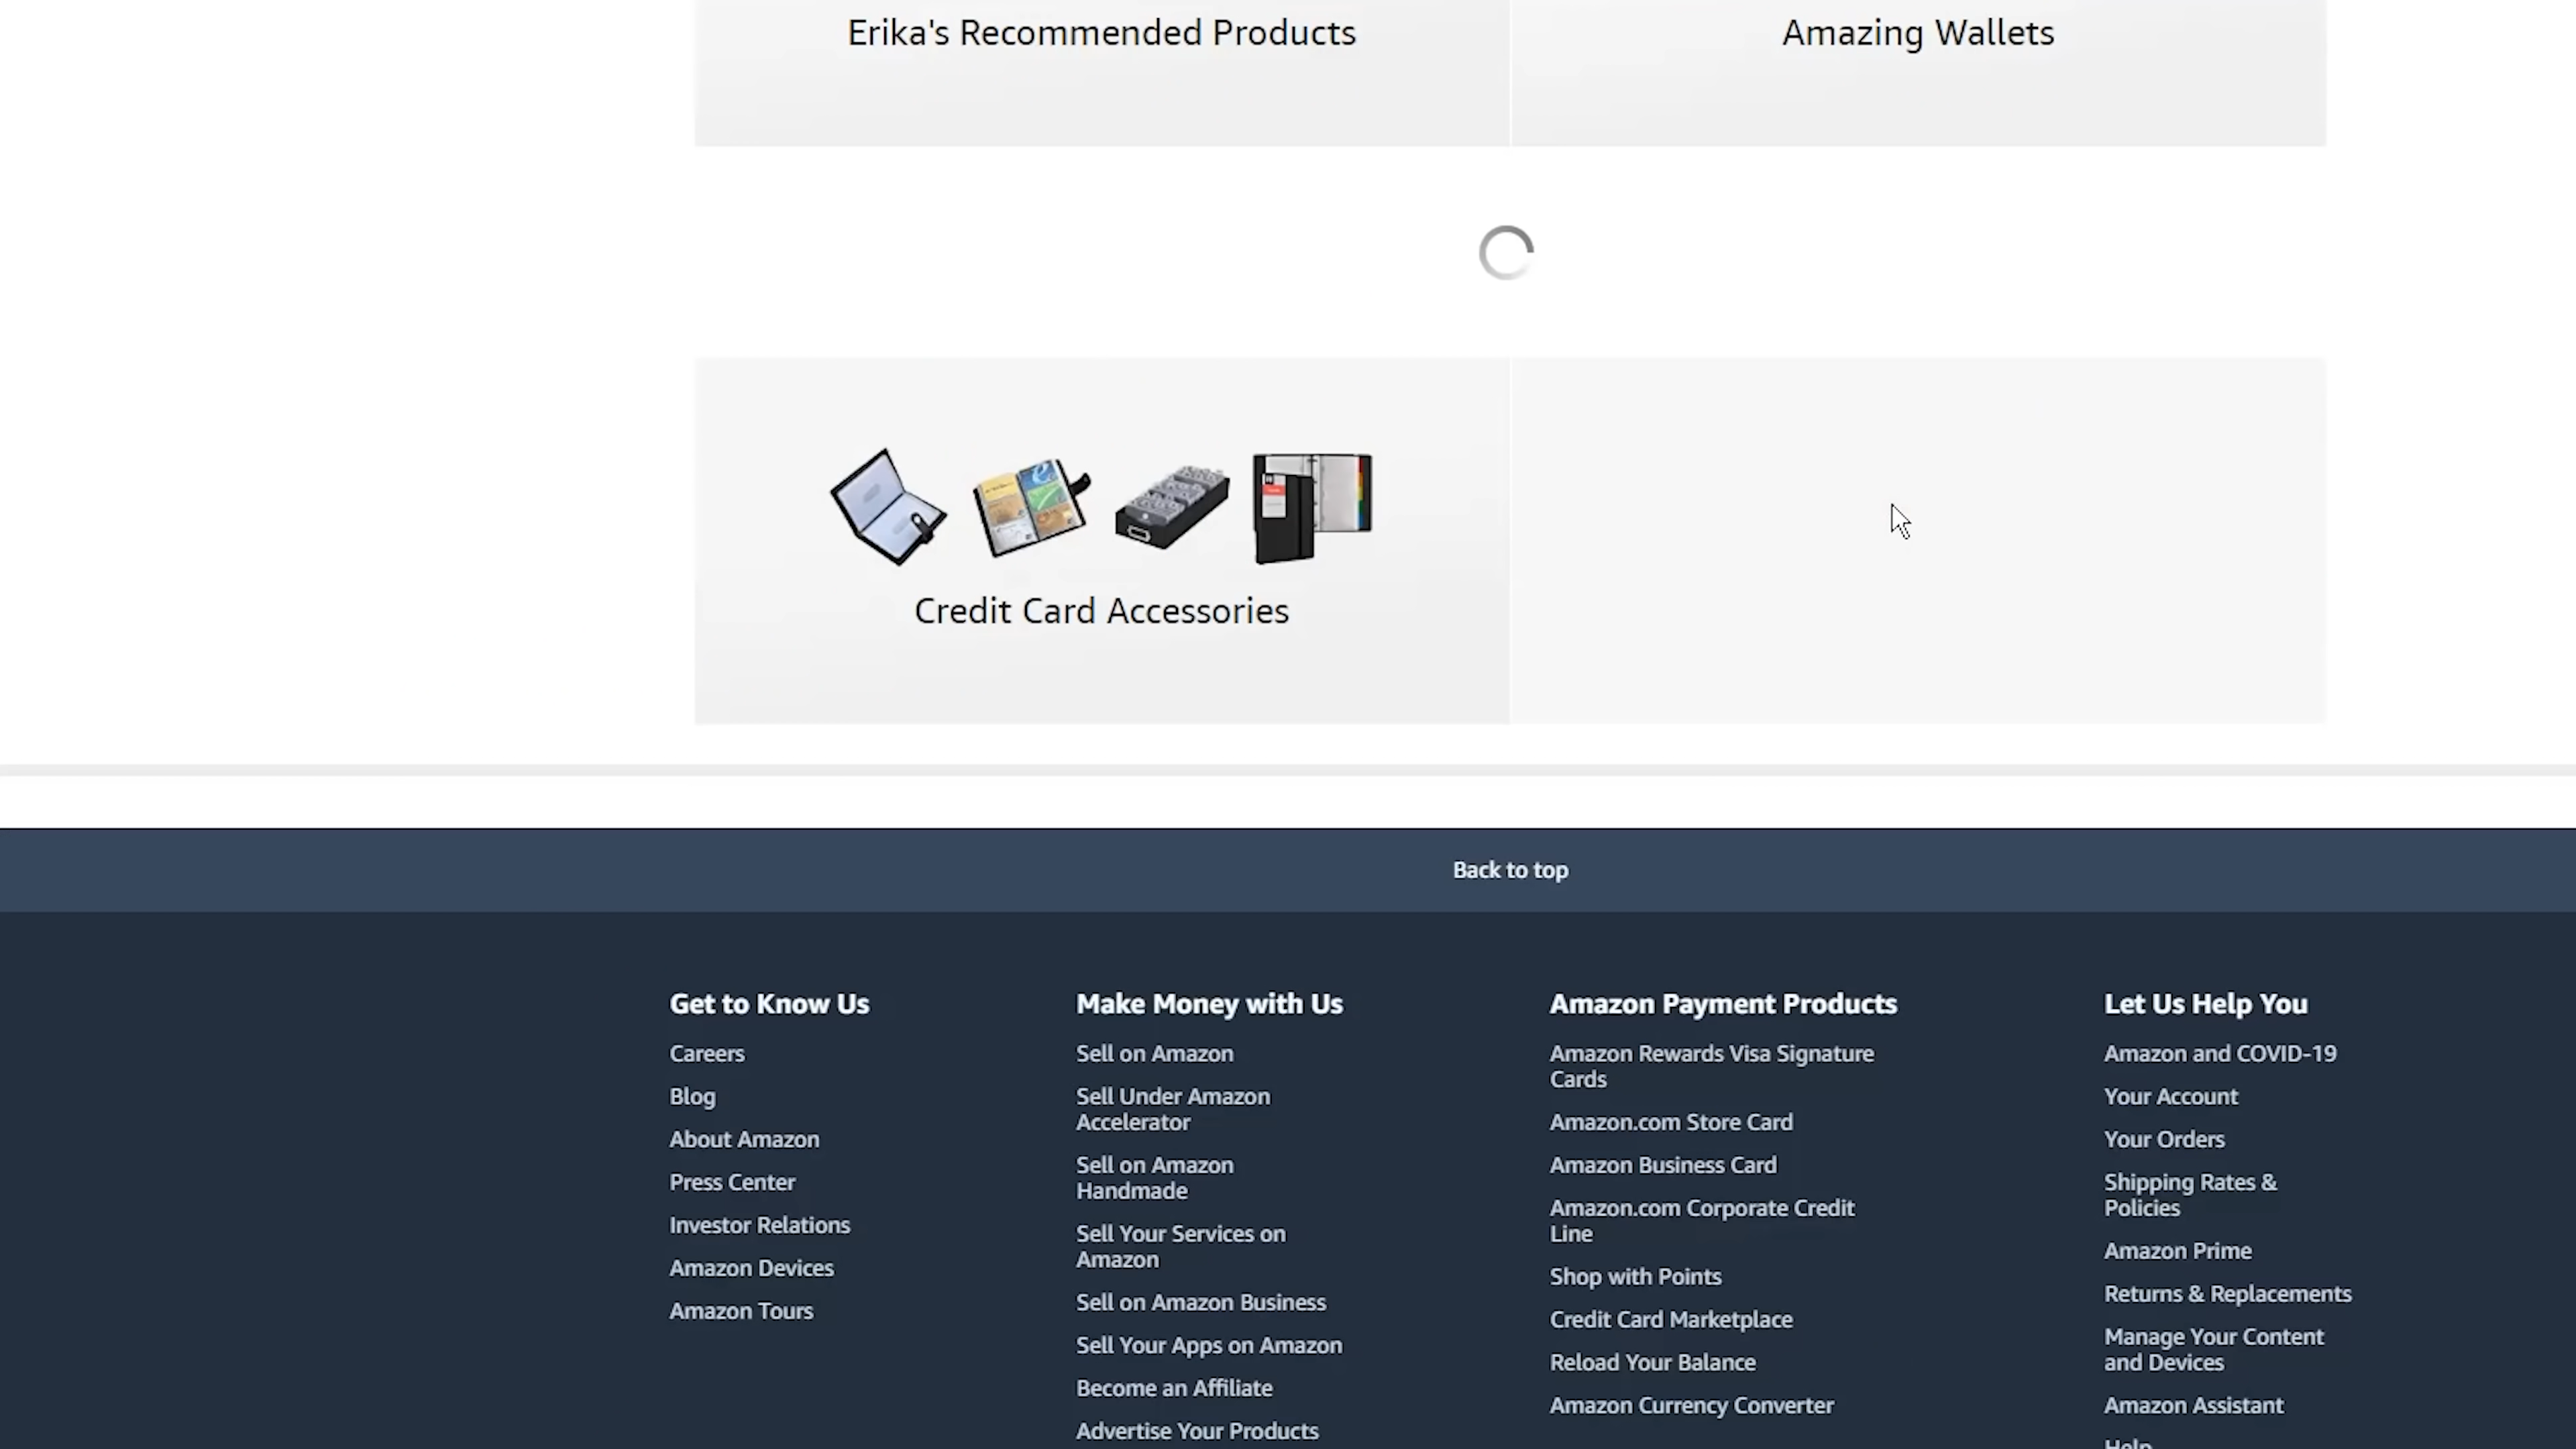 Erika's Recommended Products
Amazing Wallets
Credit Card Accessories
Back to top
Get to Know Us
Careers
Blog
About Amazon
Press Center
Investor Relations
Amazon Devices
Amazon Tours
Make Money with Us
Sell on Amazon
Sell Under Amazon
Accelerator
Sell on Amazon
Handmade
Sell Your Services on
Amazon
Sell on Amazon Business
Sell Your Apps on Amazon
Become an Affiliate
Advertise Your Products
Amazon Payment Products
Amazon Rewards Visa Signature
Cards
Amazon.com Store Card
Amazon Business Card
Amazon.com Corporate Credit
Line
Shop with Points
Credit Card Marketplace
Reload Your Balance
Amazon Currency Converter
Let Us Help You
Amazon and COVID-19
Your Account
Your Orders
Shipping Rates &
Policies
Amazon Prime
Returns & Replacements
Manage Your Content
and Devices
Amazon Assistant
Help